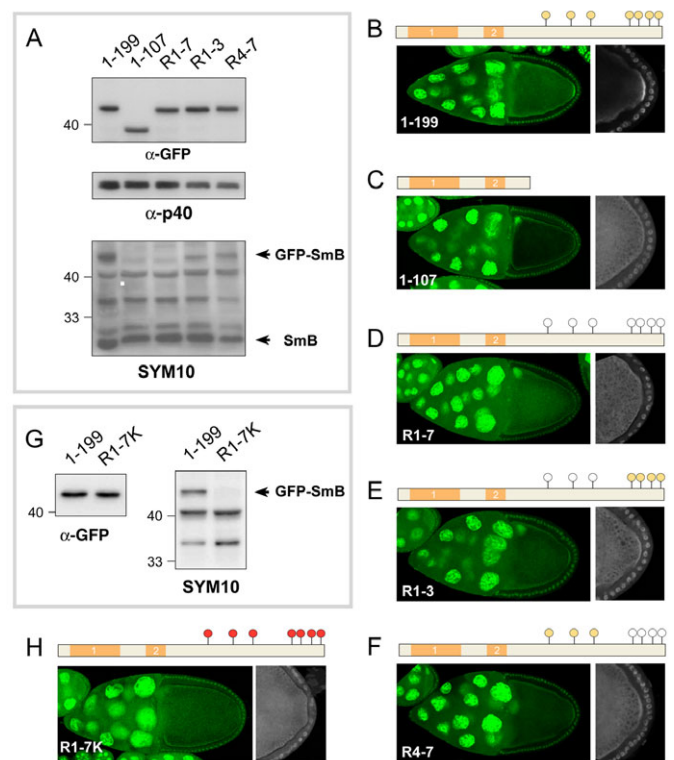 A
1-199 1-107 R1-7 R1-3 R4-7
40
α-GFP
α-p40
GFP-SmB
40
33
SmB
SYM10
B
1 2
1-199
C
1 2
1-107
D
1 2
R1-7
E
1 2
R1-3
F
1 2
R4-7
G
1-199 R1-7K
40
α-GFP
1-199 R1-7K
GFP-SmB
40
33
SYM10
H
1 2
R1-7K